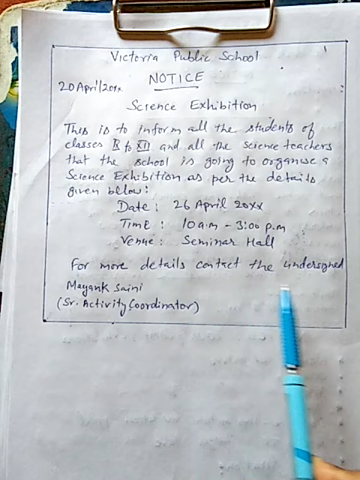 Victoria Public School
NOTICE
20 April 20xx
Science Exhibition
This is to inform all the students of
classes IX to XII and all the science teachers
that the school is going to organise a
Science Exhibition as per the details
given below:
Date : 26 April 20xx
Time : 10 a.m - 3:00 p.m
Venue : Seminar Hall
For more details contact the undersigned
Mayank Saini
(Sr. Activity Coordinator)